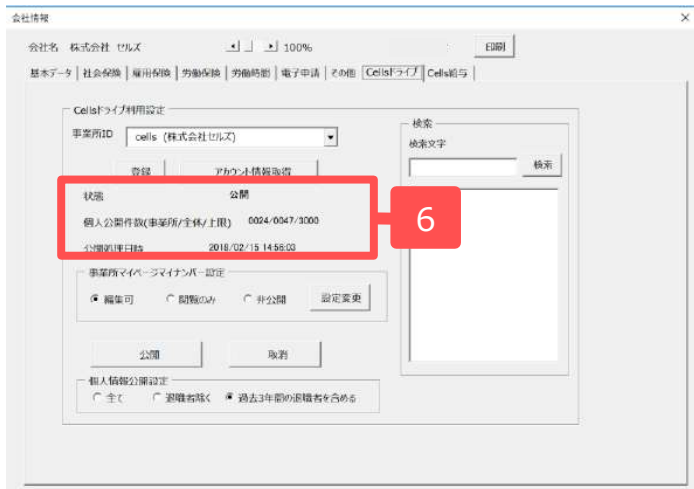 会社情報
会社名 株式会社 セルズ 100% 印刷
基本データ 社会保険 雇用保険 労働保険 労働時間 電子申請 その他 Cellsドライブ Cells給与
Cellsドライブ利用設定
事業所ID cells (株式会社セルズ)
登録 アカウント情報取得
状態 公開
個人公開件数(事業所/全体/上限) 0024/0047/3000
公開処理日時 2018/02/15 14:56:03
6
事業所マイページマイナンバー設定
編集可 閲覧のみ 非公開 設定変更
公開 取消
個人情報公開設定
全て 退職者除く 過去3年間の退職者を含める
検索
検索文字
検索